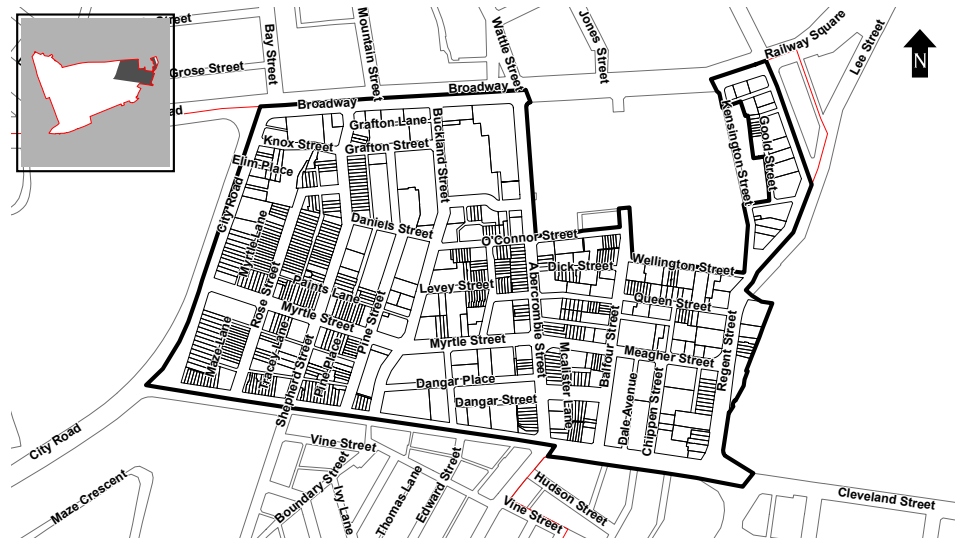 Street
Bay Street
Mountain Street
Wattle Street
Jones Street
Railway Square
Lee Street
N
Grose Street
Broadway
Broadway
Grafton Lane
Buckland Street
Knox Street
Grafton Street
Kensington Street
Goold Street
Elim Place
City Road
Daniels Street
O'Connor Street
Myrtle Lane
Dick Street
Wellington Street
Levey Street
Abercrombie Street
Rose Street
Paints Lane
Queen Street
Myrtle Street
Pine Street
Myrtle Street
Balfour Street
Regent Street
Maze Lane
Tracey Lane
Shepherd Street
Pine Place
Mcalister Lane
Meagher Street
Dangar Place
Dangar Street
Dale Avenue
Chippen Street
City Road
Vine Street
Boundary Street
Ivy Lane
Thomas Lane
Edward Street
Maze Crescent
Hudson Street
Vine Street
Cleveland Street